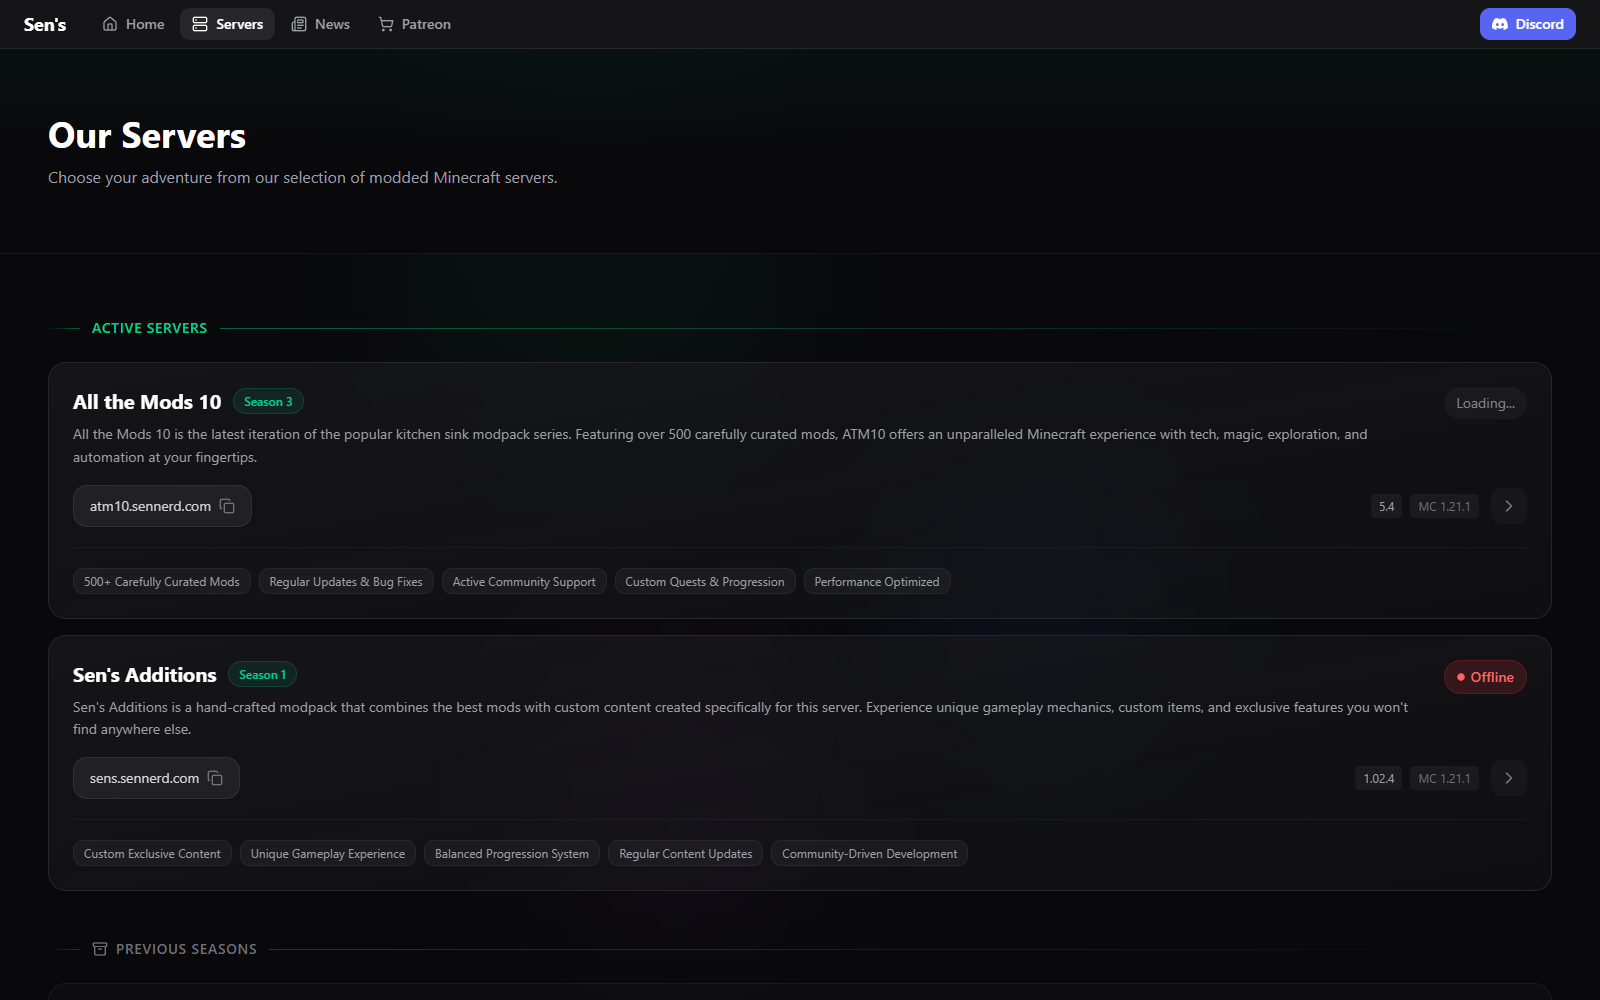 Sen's
Home
Servers
News
Patreon
Discord
Our Servers
Choose your adventure from our selection of modded Minecraft servers.
ACTIVE SERVERS
All the Mods 10
Season 3
Loading...
All the Mods 10 is the latest iteration of the popular kitchen sink modpack series. Featuring over 500 carefully curated mods, ATM10 offers an unparalleled Minecraft experience with tech, magic, exploration, and
automation at your fingertips.
atm10.sennerd.com
5.4
MC 1.21.1
500+ Carefully Curated Mods
Regular Updates & Bug Fixes
Active Community Support
Custom Quests & Progression
Performance Optimized
Sen's Additions
Season 1
Offline
Sen's Additions is a hand-crafted modpack that combines the best mods with custom content created specifically for this server. Experience unique gameplay mechanics, custom items, and exclusive features you won't
find anywhere else.
sens.sennerd.com
1.02.4
MC 1.21.1
Custom Exclusive Content
Unique Gameplay Experience
Balanced Progression System
Regular Content Updates
Community-Driven Development
PREVIOUS SEASONS